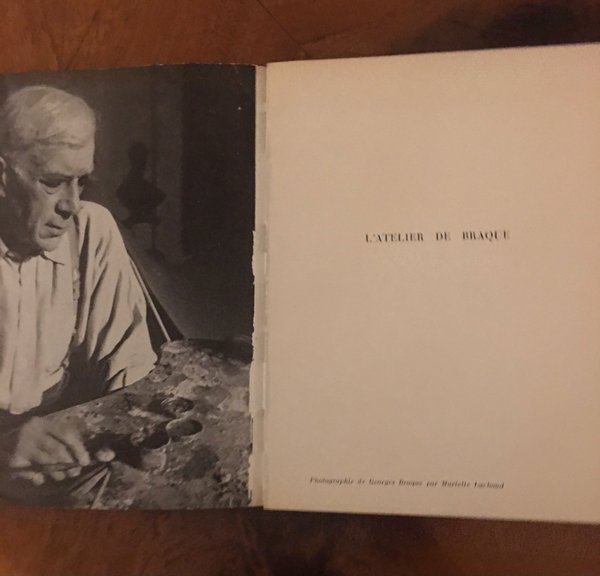 L'ATELIER DE BRAQUE
Photographie de Georges Braque par Mariette Lachaud